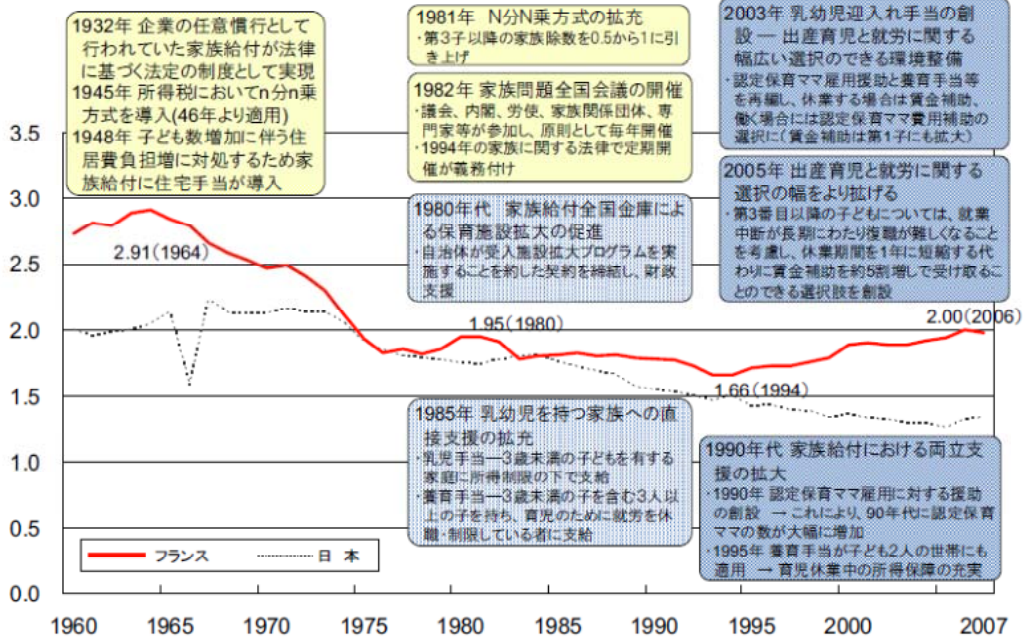 1932年 企業の任意慣行として
行われていた家族給付が法律
に基づく法定の制度として実現
1945年 所得税においてn分n乗
方式を導入(46年より適用)
1948年 子ども数増加に伴う住
居費負担増に対処するため家
族給付に住宅手当が導入
1981年 N分N乗方式の拡充
・第3子以降の家族除数を0.5から1に引
き上げ
1982年 家族問題全国会議の開催
・議会、内閣、労使、家族関係団体、専
門家等が参加し、原則として毎年開催
・1994年の家族に関する法律で定期開
催が義務付け
1980年代 家族給付全国金庫によ
る保育施設拡大の促進
・自治体が受入施設拡大プログラムを実
施することを約した契約を締結し、財政
支援
2003年 乳幼児迎入れ手当の創
設 ― 出産育児と就労に関する
幅広い選択のできる環境整備
・認定保育ママ雇用援助と養育手当等
を再編し、休業する場合は賃金補助、
働く場合には認定保育ママ費用補助の
選択に(賃金補助は第1子にも拡大)
2005年 出産育児と就労に関する
選択の幅をより拡げる
・第3番目以降の子どもについては、就業
中断が長期にわたり復職が難しくなること
を考慮し、休業期間を1年に短縮する代
わりに賃金補助を約5割増しで受け取るこ
とのできる選択肢を創設
3.5
3.0
2.5
2.0
1.5
1.0
0.5
0.0
2.91(1964)
1.95(1980)
2.00(2006)
1.66(1994)
1985年 乳幼児を持つ家族への直
接支援の拡充
・乳児手当―3歳未満の子どもを有する
家庭に所得制限の下で支給
・養育手当―3歳未満の子を含む3人以
上の子を持ち、育児のために就労を休
職・制限している者に支給
1990年代 家族給付における両立支
援の拡大
・1990年 認定保育ママ雇用に対する援助
の創設 → これにより、90年代に認定保育
ママの数が大幅に増加
・1995年 養育手当が子ども2人の世帯にも
適用 → 育児休業中の所得保障の充実
フランス
日 本
1960
1965
1970
1975
1980
1985
1990
1995
2000
2007